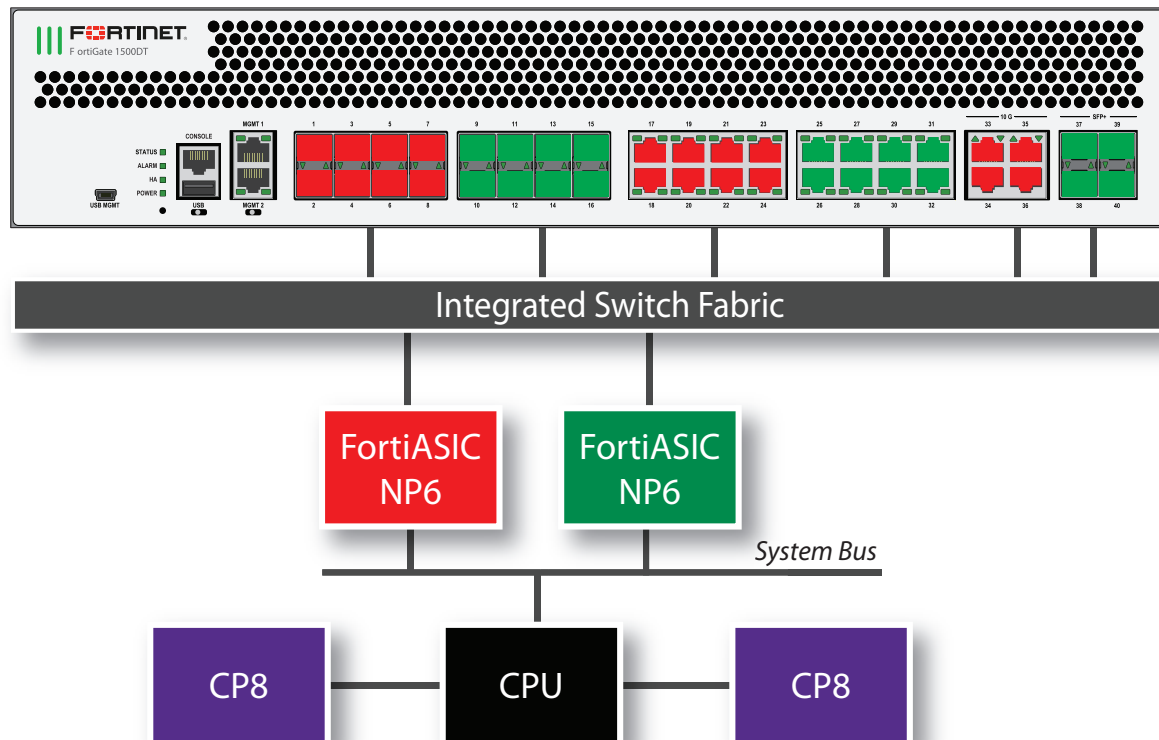 FORTINET
FortiGate 1500DT
STATUS
ALARM
HA
POWER
USB MGMT
CONSOLE
USB
MGMT 1
MGMT 2
1 3 5 7
2 4 6 8
9 11 13 15
10 12 14 16
17 19 21 23
18 20 22 24
25 27 29 31
26 28 30 32
10 G
33 35
34 36
SFP+
37 39
38 40
Integrated Switch Fabric
FortiASIC
NP6
FortiASIC
NP6
System Bus
CP8
CPU
CP8